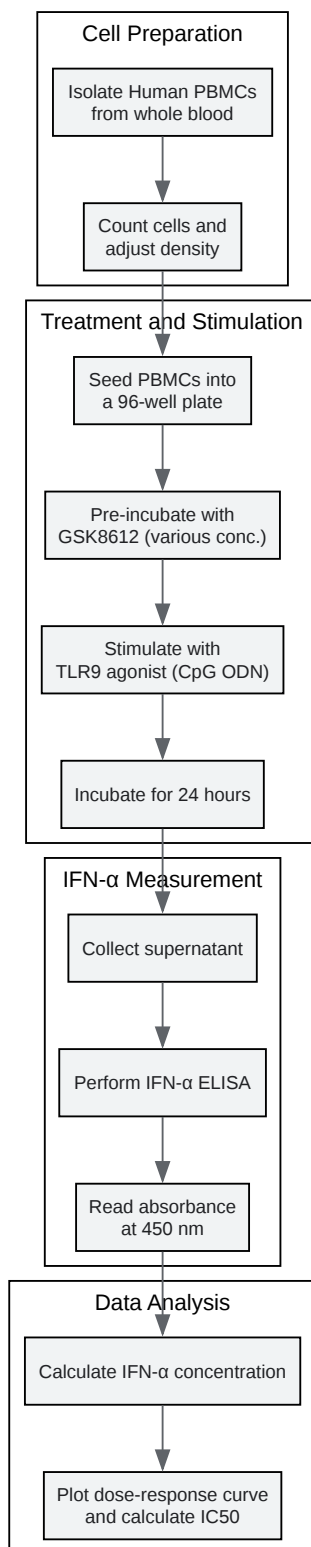 Cell Preparation
Isolate Human PBMCs
from whole blood
Count cells and
adjust density
Treatment and Stimulation
Seed PBMCs into
a 96-well plate
Pre-incubate with
GSK8612 (various conc.)
Stimulate with
TLR9 agonist (CpG ODN)
Incubate for 24 hours
IFN-α Measurement
Collect supernatant
Perform IFN-α ELISA
Read absorbance
at 450 nm
Data Analysis
Calculate IFN-α concentration
Plot dose-response curve
and calculate IC50